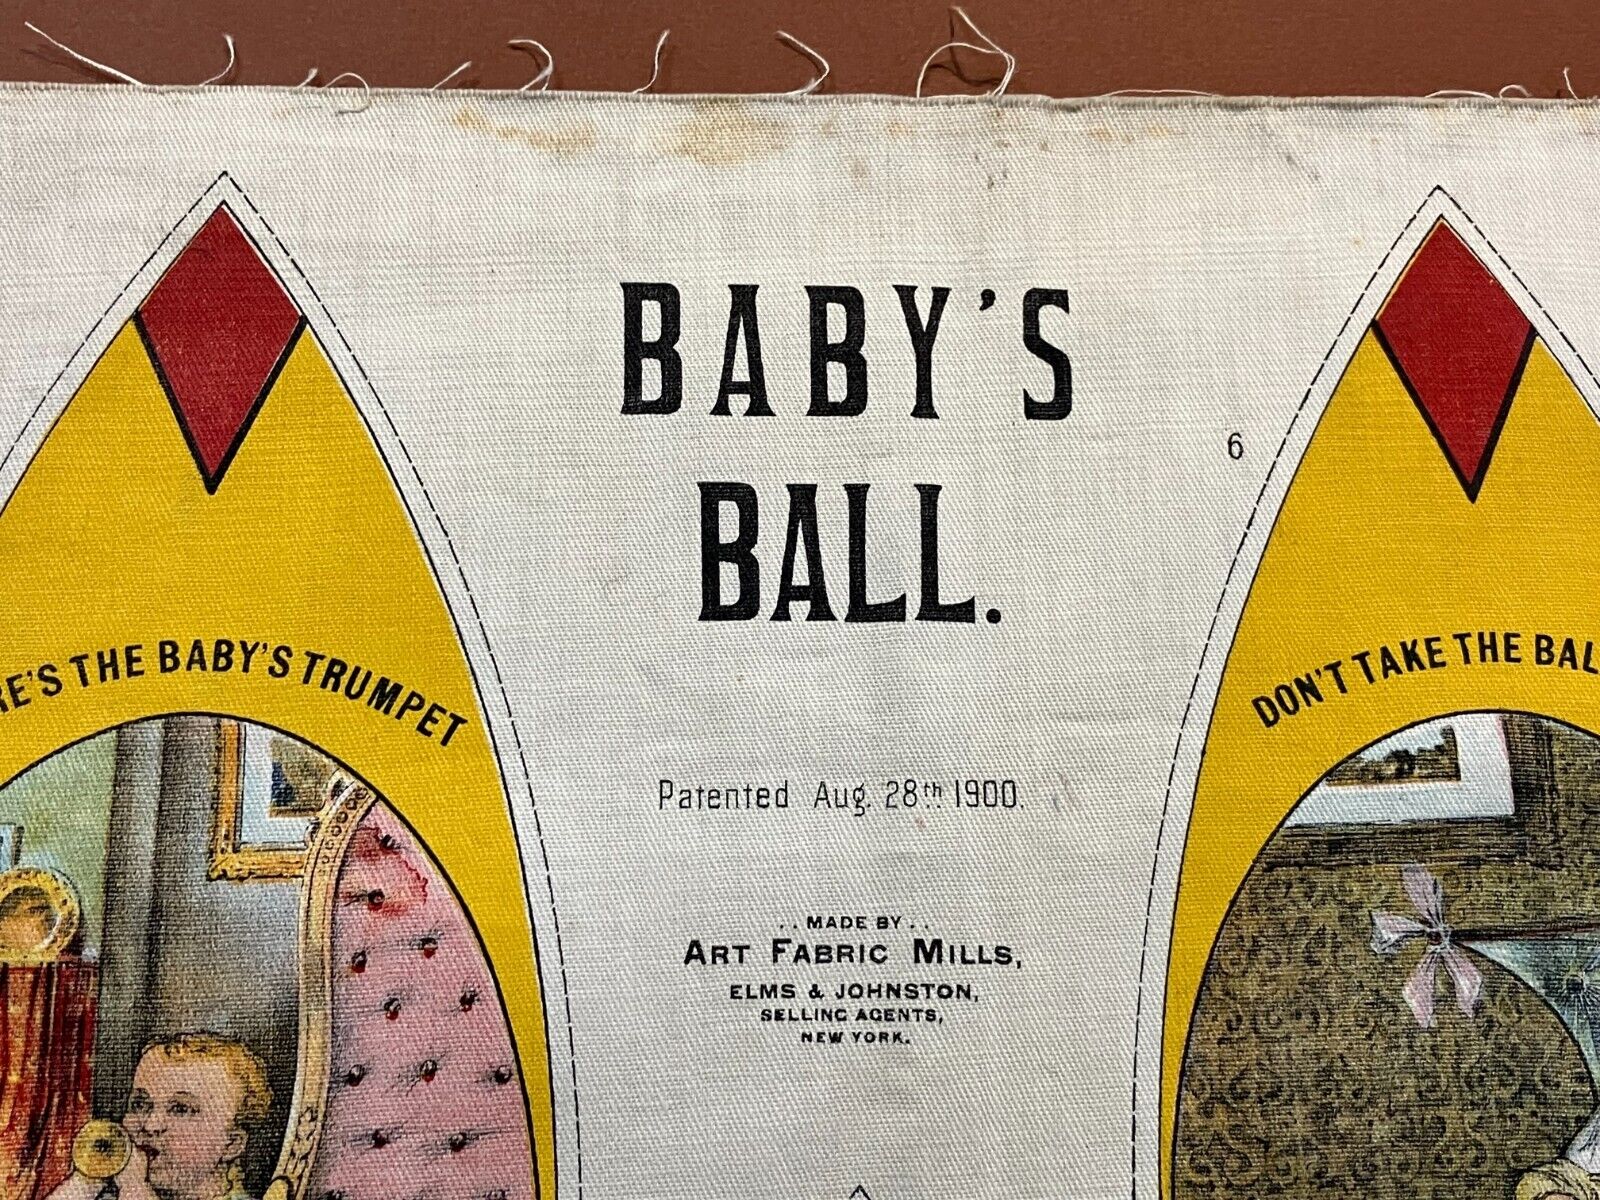 BABY'S
BALL.
6
RE'S THE BABY'S TRUMPET
DON'T TAKE THE BAL
Patented Aug. 28th 1900.
..MADE BY..
ART FABRIC MILLS,
ELMS & JOHNSTON,
SELLING AGENTS,
NEW YORK.